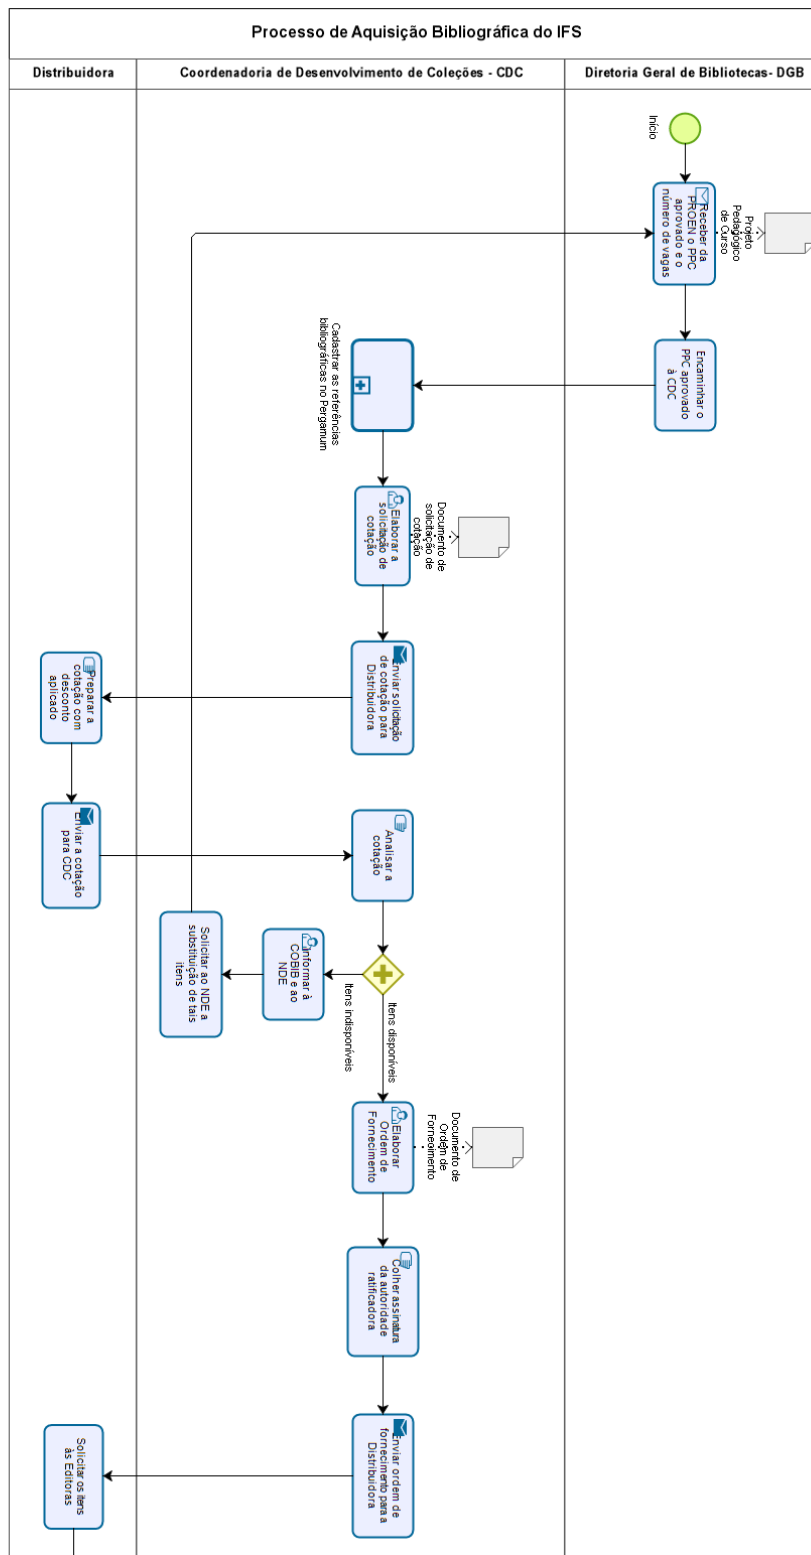 Processo de Aquisição Bibliográfica do IFS
Distribuidora
Coordenadoria de Desenvolvimento de Coleções - CDC
Diretoria Geral de Bibliotecas- DGB
Início
Receber da
PROEN o PPC
aprovado e o
número de vagas
Projeto
Pedagógico
de Curso
Encaminhar o
PPC aprovado
à CDC
Cadastrar as referências
bibliográficas no Pergamum
Elaborar a
solicitação de
cotação
Documento de
solicitação de
cotação
Enviar solicitação
de cotação para
Distribuidora
Preparar a
cotação com
desconto
aplicado
Enviar a cotação
para CDC
Analisar a
cotação
Itens indisponíveis
Itens disponíveis
Informar à
COBIB e ao
NDE
Solicitar ao NDE a
substituição de tais
itens
Elaborar
Ordem de
Fornecimento
Documento de
Ordem de
Fornecimento
Colher assinatura
da autoridade
ratificadora
Enviar ordem de
fornecimento para a
Distribuidora
Solicitar os itens
às Editoras